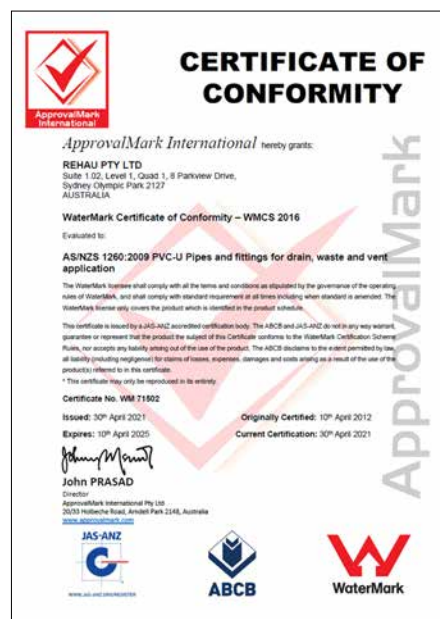 ApprovalMark
International
CERTIFICATE OF
CONFORMITY
ApprovalMark International hereby grants:
REHAU PTY LTD
Suite 1.02, Level 1, Quad 1, 8 Parkview Drive,
Sydney Olympic Park 2127
AUSTRALIA
WaterMark Certificate of Conformity – WMCS 2016
Evaluated to:
AS/NZS 1260:2009 PVC-U Pipes and fittings for drain, waste and vent
application
The WaterMark licensee shall comply with all the terms and conditions as stipulated by the governance of the operating
rules of WaterMark, and shall comply with standard requirement at all times including when standard is amended. The
WaterMark license only covers the product which is identified in the product schedule.
This certificate is issued by a JAS-ANZ accredited certification body. The ABCB and JAS-ANZ do not in any way warrant,
guarantee or represent that the product the subject of this Certificate conforms to the WaterMark Certification Scheme
Rules, nor accepts any liability arising out of the use of the product. The ABCB disclaims to the extent permitted by law,
all liability (including negligence) for claims of losses, expenses, damages and costs arising as a result of the use of the
product(s) referred to in this certificate.
* This certificate may only be reproduced in its entirety.
Certificate No. WM 71502
Issued: 30th April 2021 Originally Certified: 10th April 2012
Expires: 10th April 2025 Current Certification: 30th April 2021
John PRASAD
Director
ApprovalMark International Pty Ltd
20/33 Holbeche Road, Arndell Park 2148, Australia
www.approvalmark.com
ApprovalMark
JAS-ANZ
WWW.JAS-ANZ.ORG/REGISTER
ABCB
WaterMark